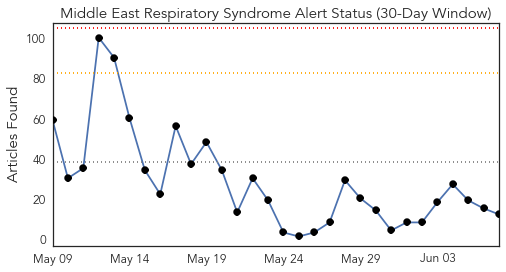 Middle East Respiratory Syndrome Alert Status (30-Day Window)
Articles Found
100
80
60
40
20
0
May 09 May 14 May 19 May 24 May 29 Jun 03